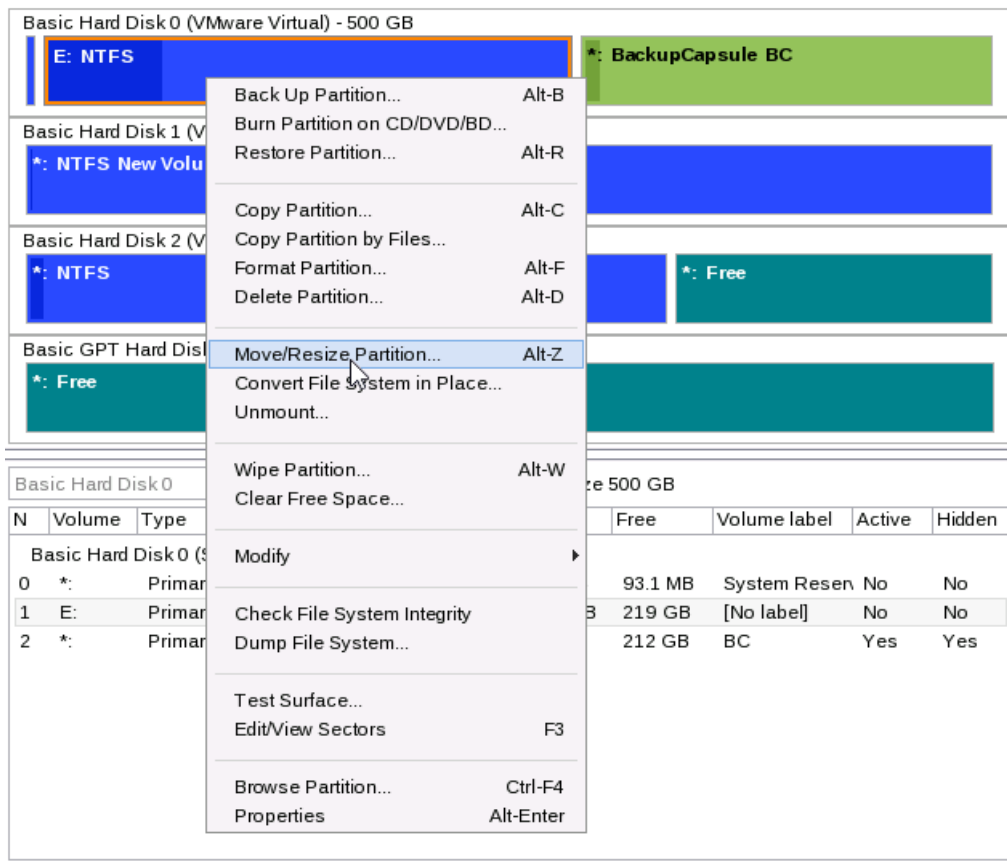 Basic Hard Disk 0 (VMware Virtual) - 500 GB
E: NTFS
*: BackupCapsule BC
Basic Hard Disk 1 (V
*: NTFS New Volu
Basic Hard Disk 2 (V
*: NTFS
*: Free
Basic GPT Hard Disk
*: Free
Back Up Partition... Alt-B
Burn Partition on CD/DVD/BD...
Restore Partition... Alt-R
Copy Partition... Alt-C
Copy Partition by Files...
Format Partition... Alt-F
Delete Partition... Alt-D
Move/Resize Partition... Alt-Z
Convert File System in Place...
Unmount...
Wipe Partition... Alt-W
Clear Free Space...
Modify
Check File System Integrity
Dump File System...
Test Surface...
Edit/View Sectors F3
Browse Partition... Ctrl-F4
Properties Alt-Enter
Basic Hard Disk 0 ze 500 GB
N Volume Type Free Volume label Active Hidden
Basic Hard Disk 0 (S
0 *: Primar 93.1 MB System Reserv No No
1 E: Primar B 219 GB [No label] No No
2 *: Primar 212 GB BC Yes Yes